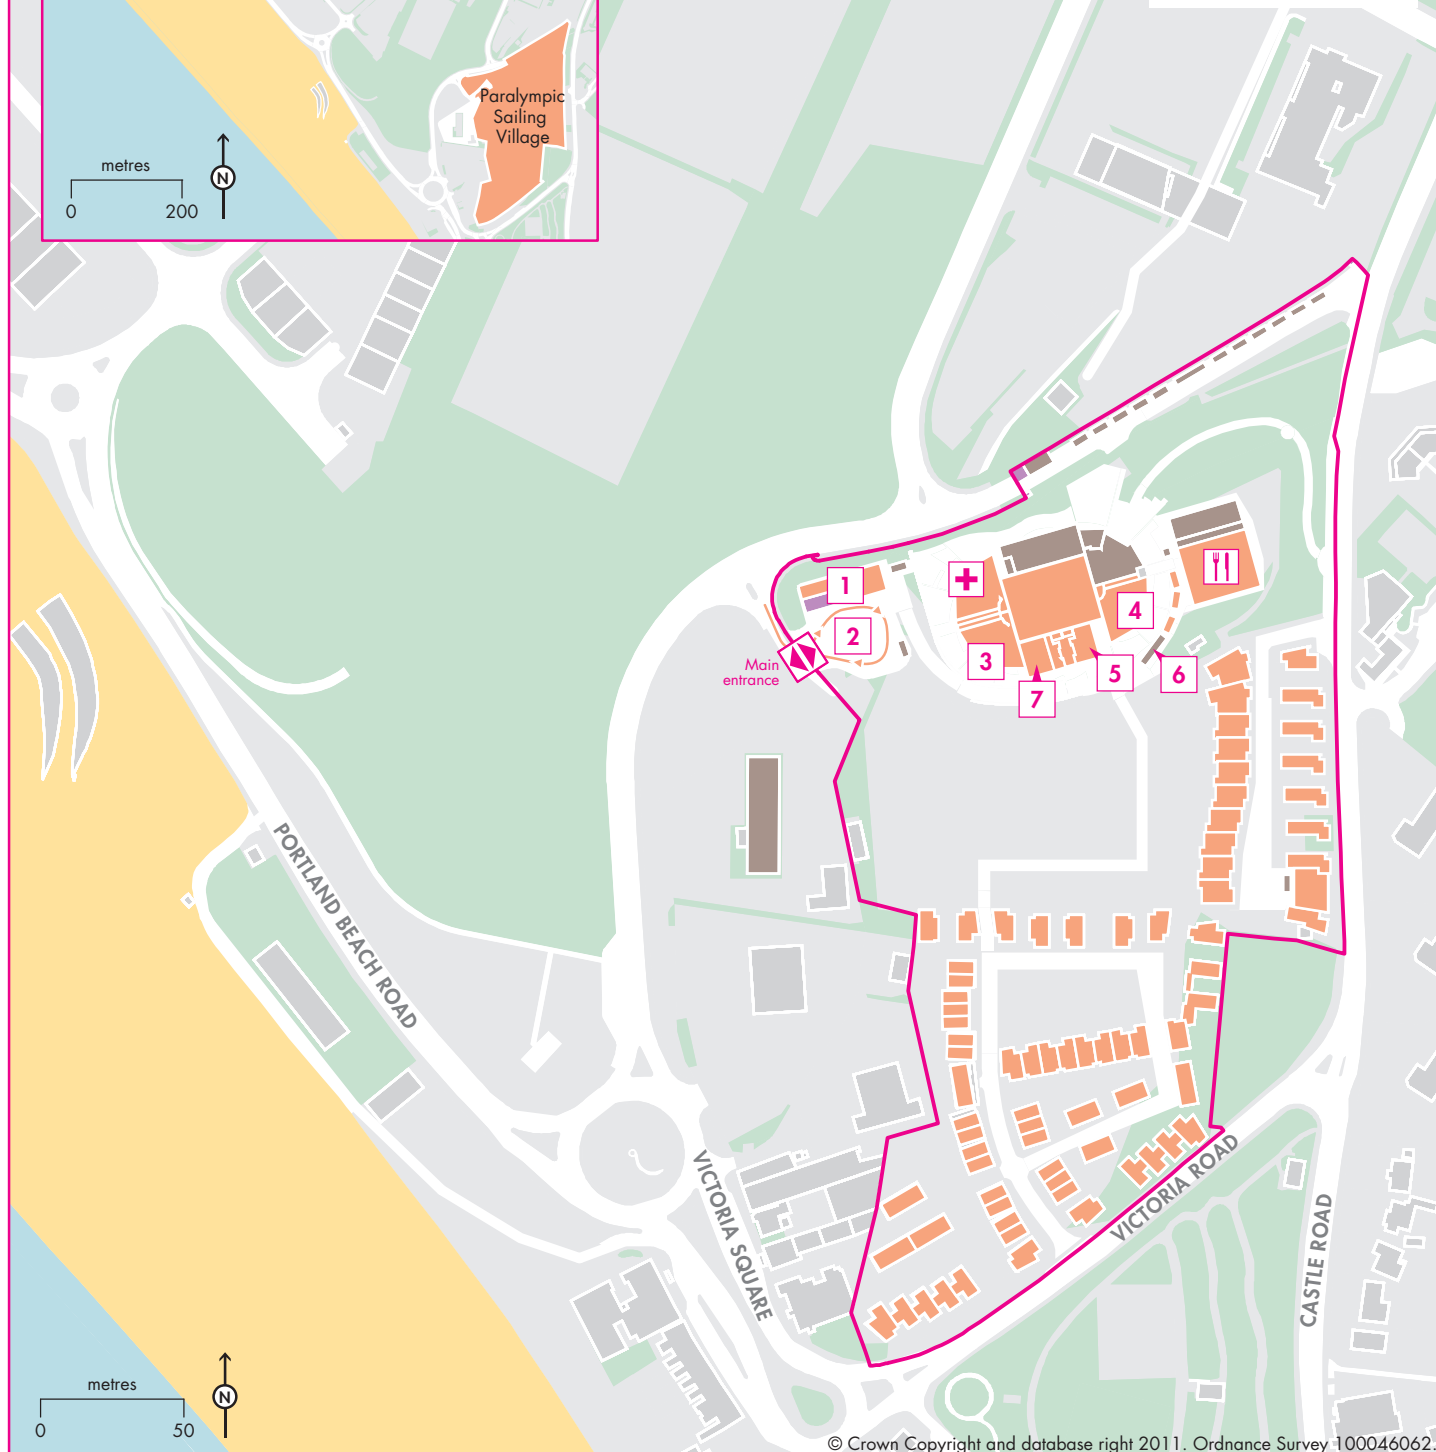 Paralympic
Sailing
Village
metres
0 200
N
1
2
3
4
5
6
7
Main
entrance
PORTLAND BEACH ROAD
VICTORIA SQUARE
VICTORIA ROAD
CASTLE ROAD
metres
0 50
N
© Crown Copyright and database right 2011. Ordnance Survey 100046062